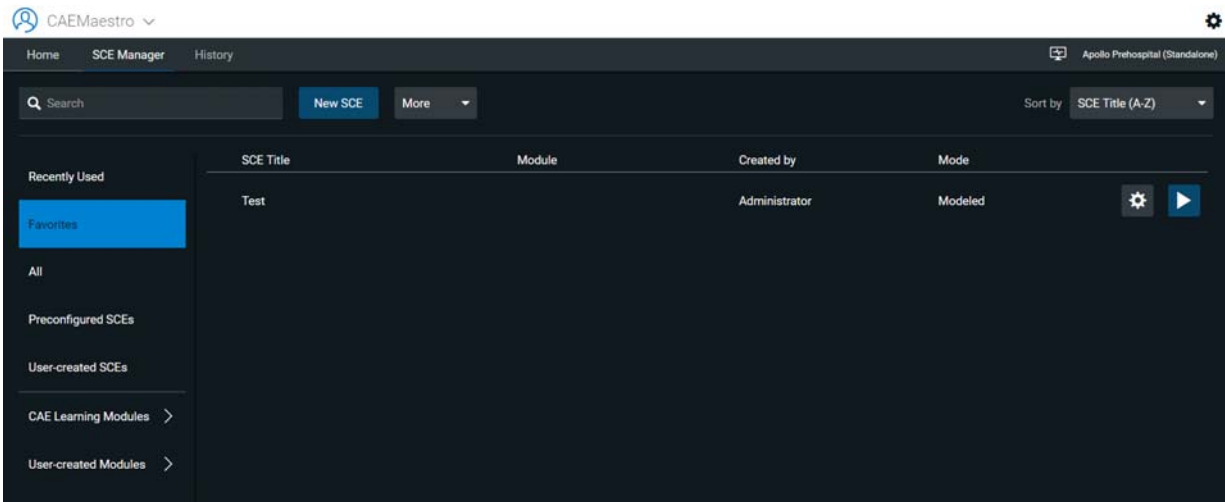 CAEMaestro
Home SCE Manager History Apollo Prehospital (Standalone)
Search New SCE More Sort by SCE Title (A-Z)
SCE Title Module Created by Mode
Recently Used
Test Administrator Modeled
Favorites
All
Preconfigured SCEs
User-created SCEs
CAE Learning Modules
User-created Modules